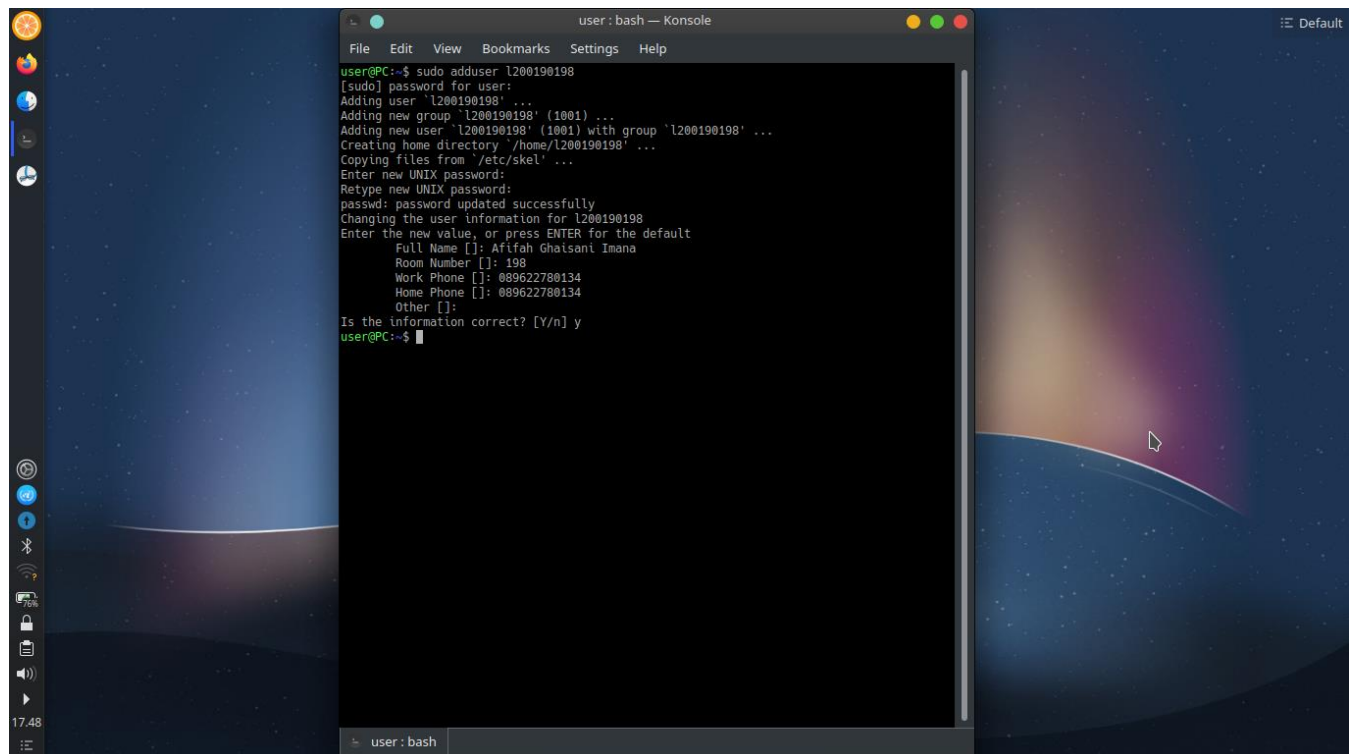 user : bash — Konsole
Default
File Edit View Bookmarks Settings Help
user@PC:~$ sudo adduser l200190198
[sudo] password for user:
Adding user `l200190198' ...
Adding new group `l200190198' (1001) ...
Adding new user `l200190198' (1001) with group `l200190198' ...
Creating home directory `/home/l200190198' ...
Copying files from `/etc/skel' ...
Enter new UNIX password:
Retype new UNIX password:
passwd: password updated successfully
Changing the user information for l200190198
Enter the new value, or press ENTER for the default
Full Name []: Afifah Ghaisani Imana
Room Number []: 198
Work Phone []: 089622780134
Home Phone []: 089622780134
Other []:
Is the information correct? [Y/n] y
user@PC:~$
76%
17.48
user : bash